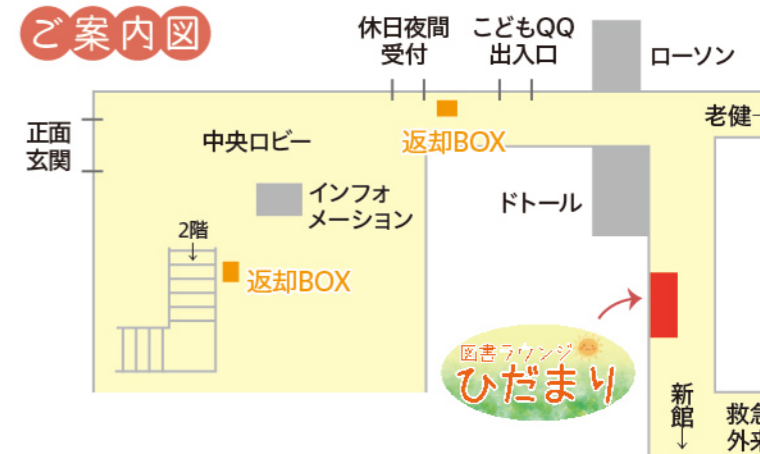 ご案内図
休日夜間
受付
こどもQQ
出入口
ローソン
正面
玄関
中央ロビー
返却BOX
老健
インフォ
メーション
ドトール
2階
返却BOX
図書ラウンジ
ひだまり
新館
救急
外来